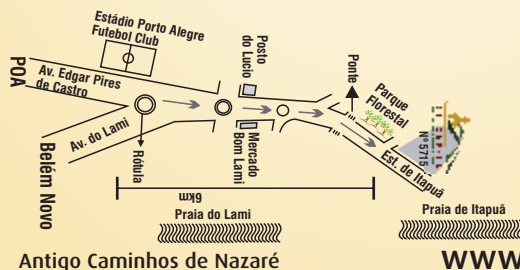 Estádio Porto Alegre
Futebol Club
POA
Av. Edgar Pires
de Castro
Av. do Lami
Belém Novo
Rótula
Posto
do Lucio
Mercado
Bom Lami
Ponte
Parque
Florestal
Nº 5715
Est. de Itapuã
6km
Praia do Lami
Praia de Itapuã
Antigo Caminhos de Nazaré
WWW